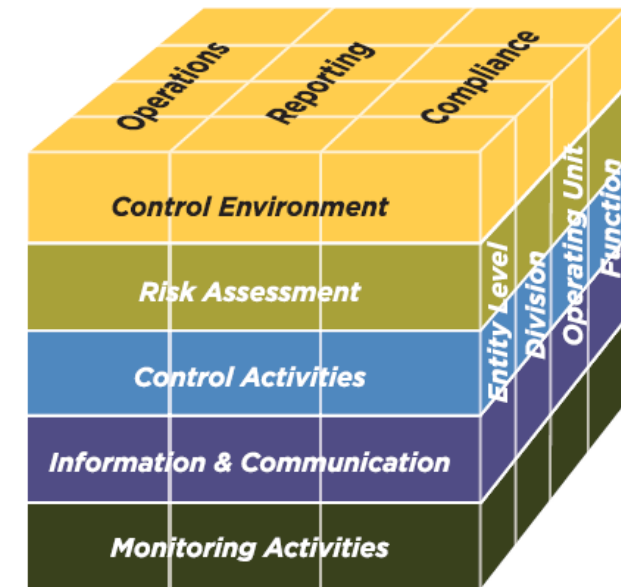 Operations
Reporting
Compliance
Control Environment
Risk Assessment
Control Activities
Information & Communication
Monitoring Activities
Entity Level
Division
Operating Unit
Function